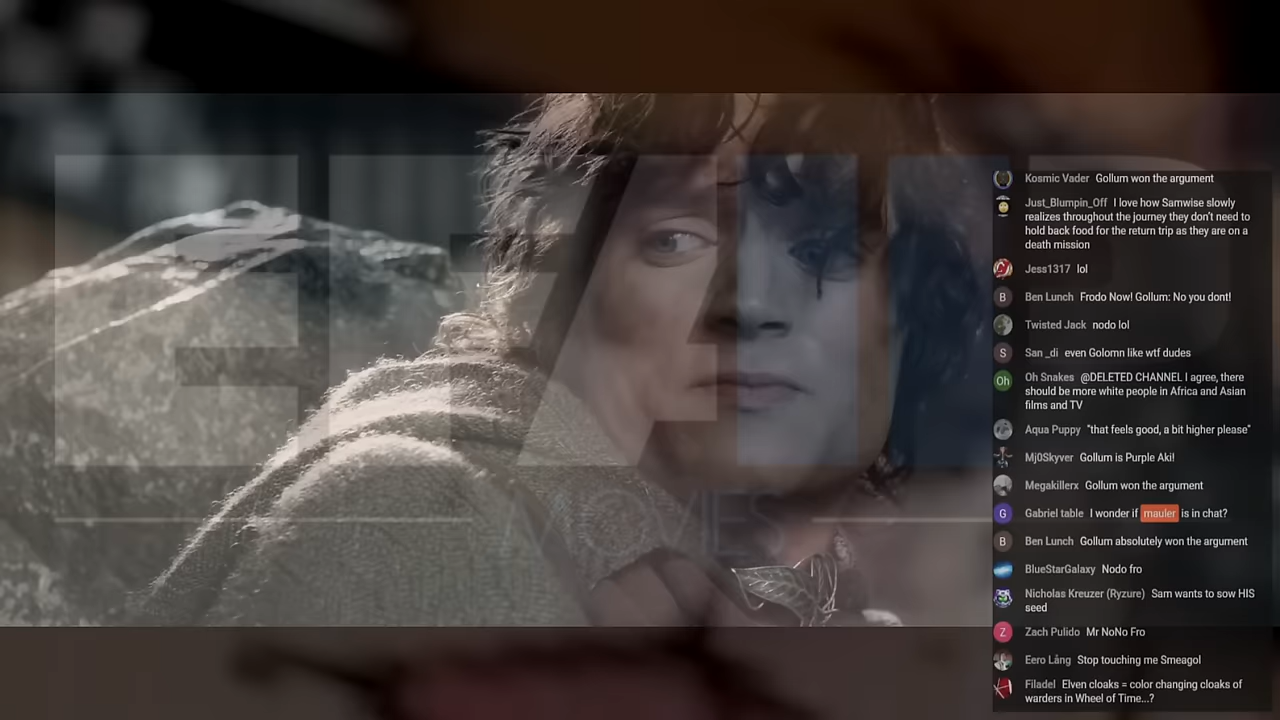 EFAP
MOVIES
Kosmic Vader Gollum won the argument
Just_Blumpin_Off I love how Samwise slowly
realizes throughout the journey they don't need to
hold back food for the return trip as they are on a
death mission
Jess1317 lol
Ben Lunch Frodo Now! Gollum: No you dont!
Twisted Jack nodo lol
San _di even Golomn like wtf dudes
Oh Snakes @DELETED CHANNEL I agree, there
should be more white people in Africa and Asian
films and TV
Aqua Puppy "that feels good, a bit higher please"
Mj0Skyver Gollum is Purple Aki!
Megakillerx Gollum won the argument
Gabriel table I wonder if mauler is in chat?
Ben Lunch Gollum absolutely won the argument
BlueStarGalaxy Nodo fro
Nicholas Kreuzer (Ryzure) Sam wants to sow HIS
seed
Zach Pulido Mr NoNo Fro
Eero Lång Stop touching me Smeagol
Filadel Elven cloaks = color changing cloaks of
warders in Wheel of Time...?